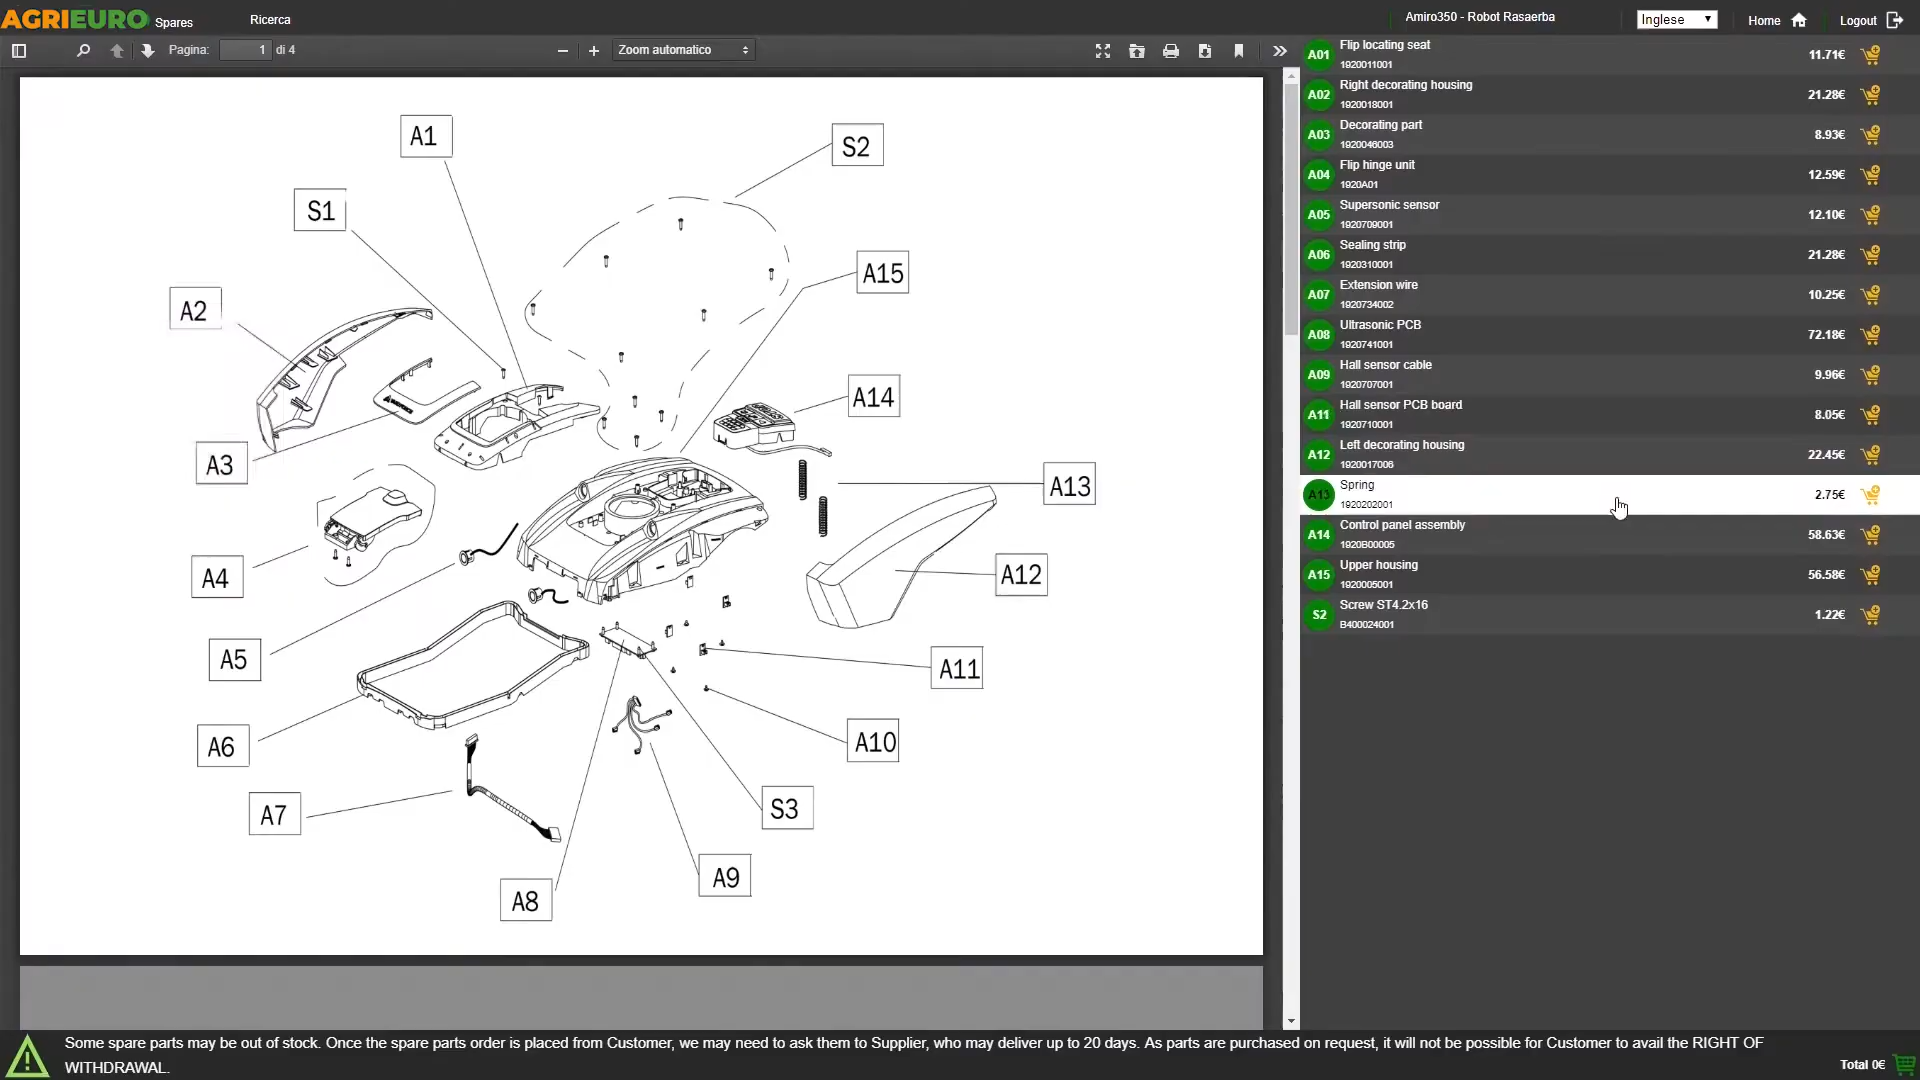 AGRIEURO Spares
Ricerca
Amiro350 - Robot Rasaerba
Inglese
Home
Logout
Pagina: 1 di 4
Zoom automatico
A1
S2
S1
A15
A2
A14
A3
A13
A4
A12
A5
A11
A6
A10
A7
S3
A9
A8
A01 Flip locating seat 11.71€
1920011001
A02 Right decorating housing 21.28€
1920018001
A03 Decorating part 8.93€
1920046003
A04 Flip hinge unit 12.59€
1920A01
A05 Supersonic sensor 12.10€
1920709001
A06 Sealing strip 21.28€
1920310001
A07 Extension wire 10.25€
1920734002
A08 Ultrasonic PCB 72.18€
1920741001
A09 Hall sensor cable 9.96€
1920707001
A11 Hall sensor PCB board 8.05€
1920710001
A12 Left decorating housing 22.45€
1920017006
A13 Spring 2.75€
1920202001
A14 Control panel assembly 58.63€
1920B00005
A15 Upper housing 56.58€
1920005001
S2 Screw ST4.2x16 1.22€
B400024001
Some spare parts may be out of stock. Once the spare parts order is placed from Customer, we may need to ask them to Supplier, who may deliver up to 20 days. As parts are purchased on request, it will not be possible for Customer to avail the RIGHT OF
WITHDRAWAL.
Total 0€